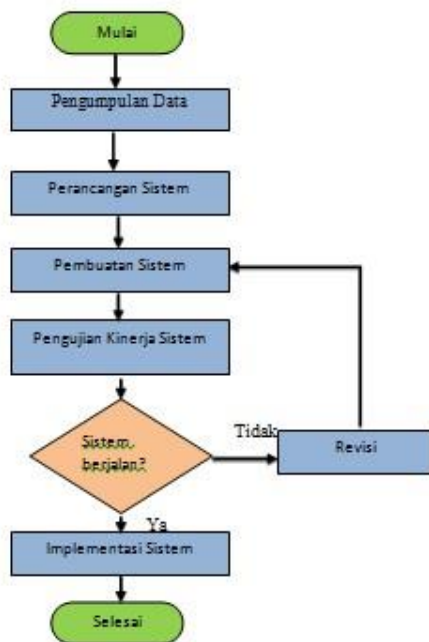 Mulai
Pengumpulan Data
Perancangan Sistem
Pembuatan Sistem
Pengujian Kinerja Sistem
Sistem
berjalan?
Tidak
Revisi
Ya
Implementasi Sistem
Selesai